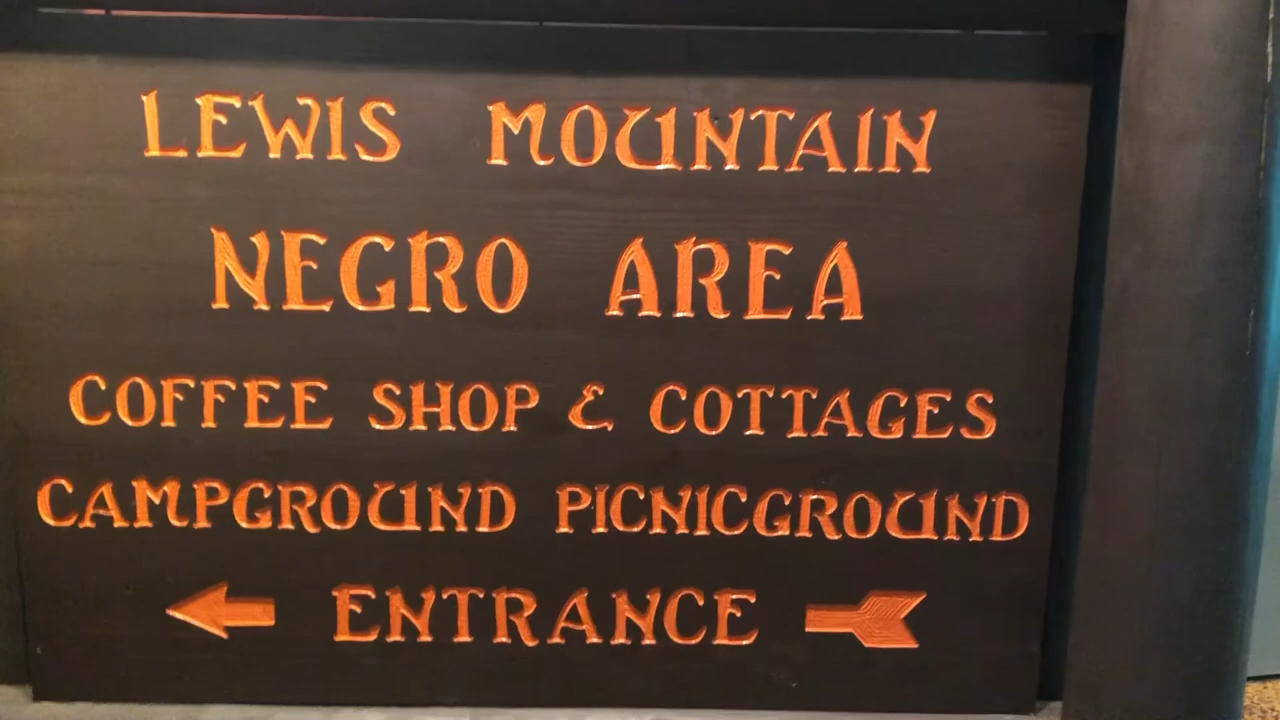 LEWIS MOUNTAIN
NEGRO AREA
COFFEE SHOP & COTTAGES
CAMPGROUND PICNICGROUND
ENTRANCE